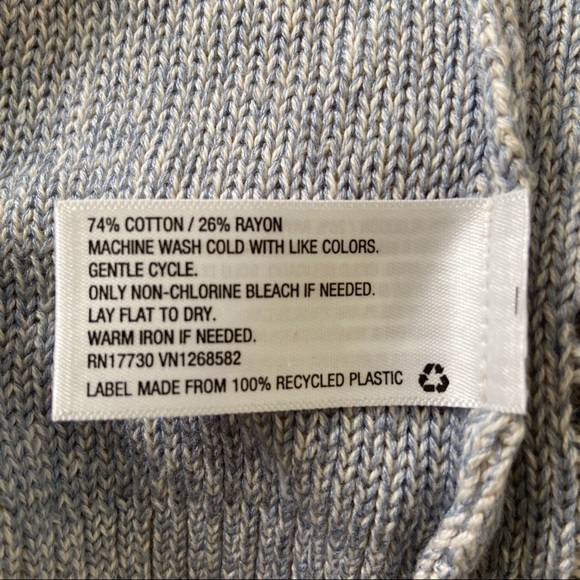 74% COTTON / 26% RAYON
MACHINE WASH COLD WITH LIKE COLORS.
GENTLE CYCLE.
ONLY NON-CHLORINE BLEACH IF NEEDED.
LAY FLAT TO DRY.
WARM IRON IF NEEDED.
RN17730 VN1268582
LABEL MADE FROM 100% RECYCLED PLASTIC